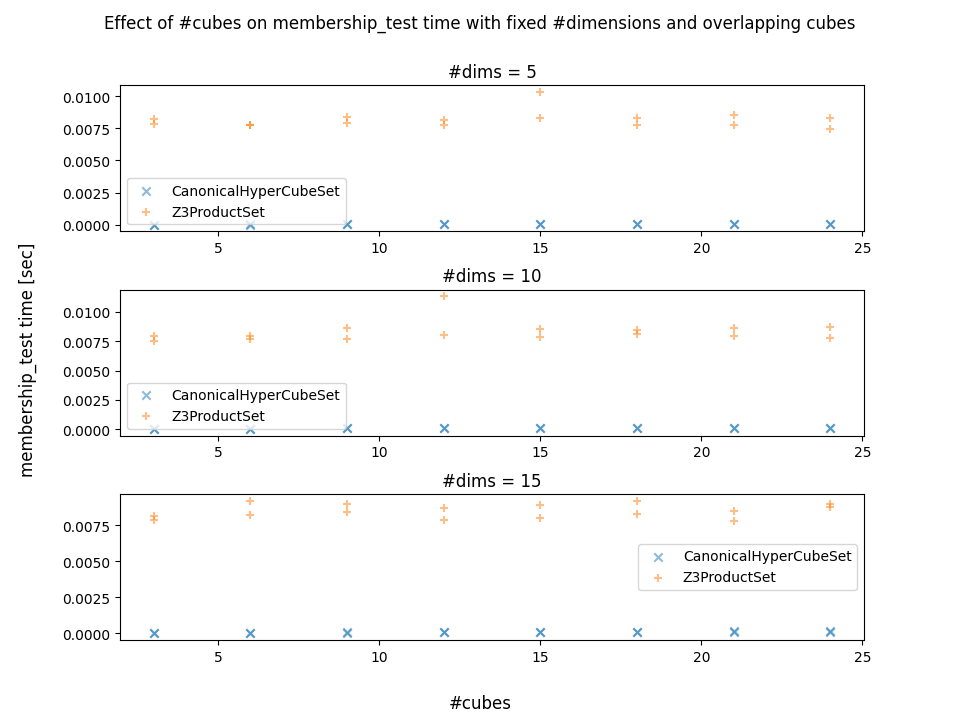 Effect of #cubes on membership_test time with fixed #dimensions and overlapping cubes
#dims = 5
0.0100
0.0075
0.0050
0.0025
0.0000
CanonicalHyperCubeSet
Z3ProductSet
5 10 15 20 25
#dims = 10
0.0100
0.0075
0.0050
0.0025
0.0000
CanonicalHyperCubeSet
Z3ProductSet
5 10 15 20 25
#dims = 15
0.0075
0.0050
0.0025
0.0000
CanonicalHyperCubeSet
Z3ProductSet
5 10 15 20 25
membership_test time [sec]
#cubes